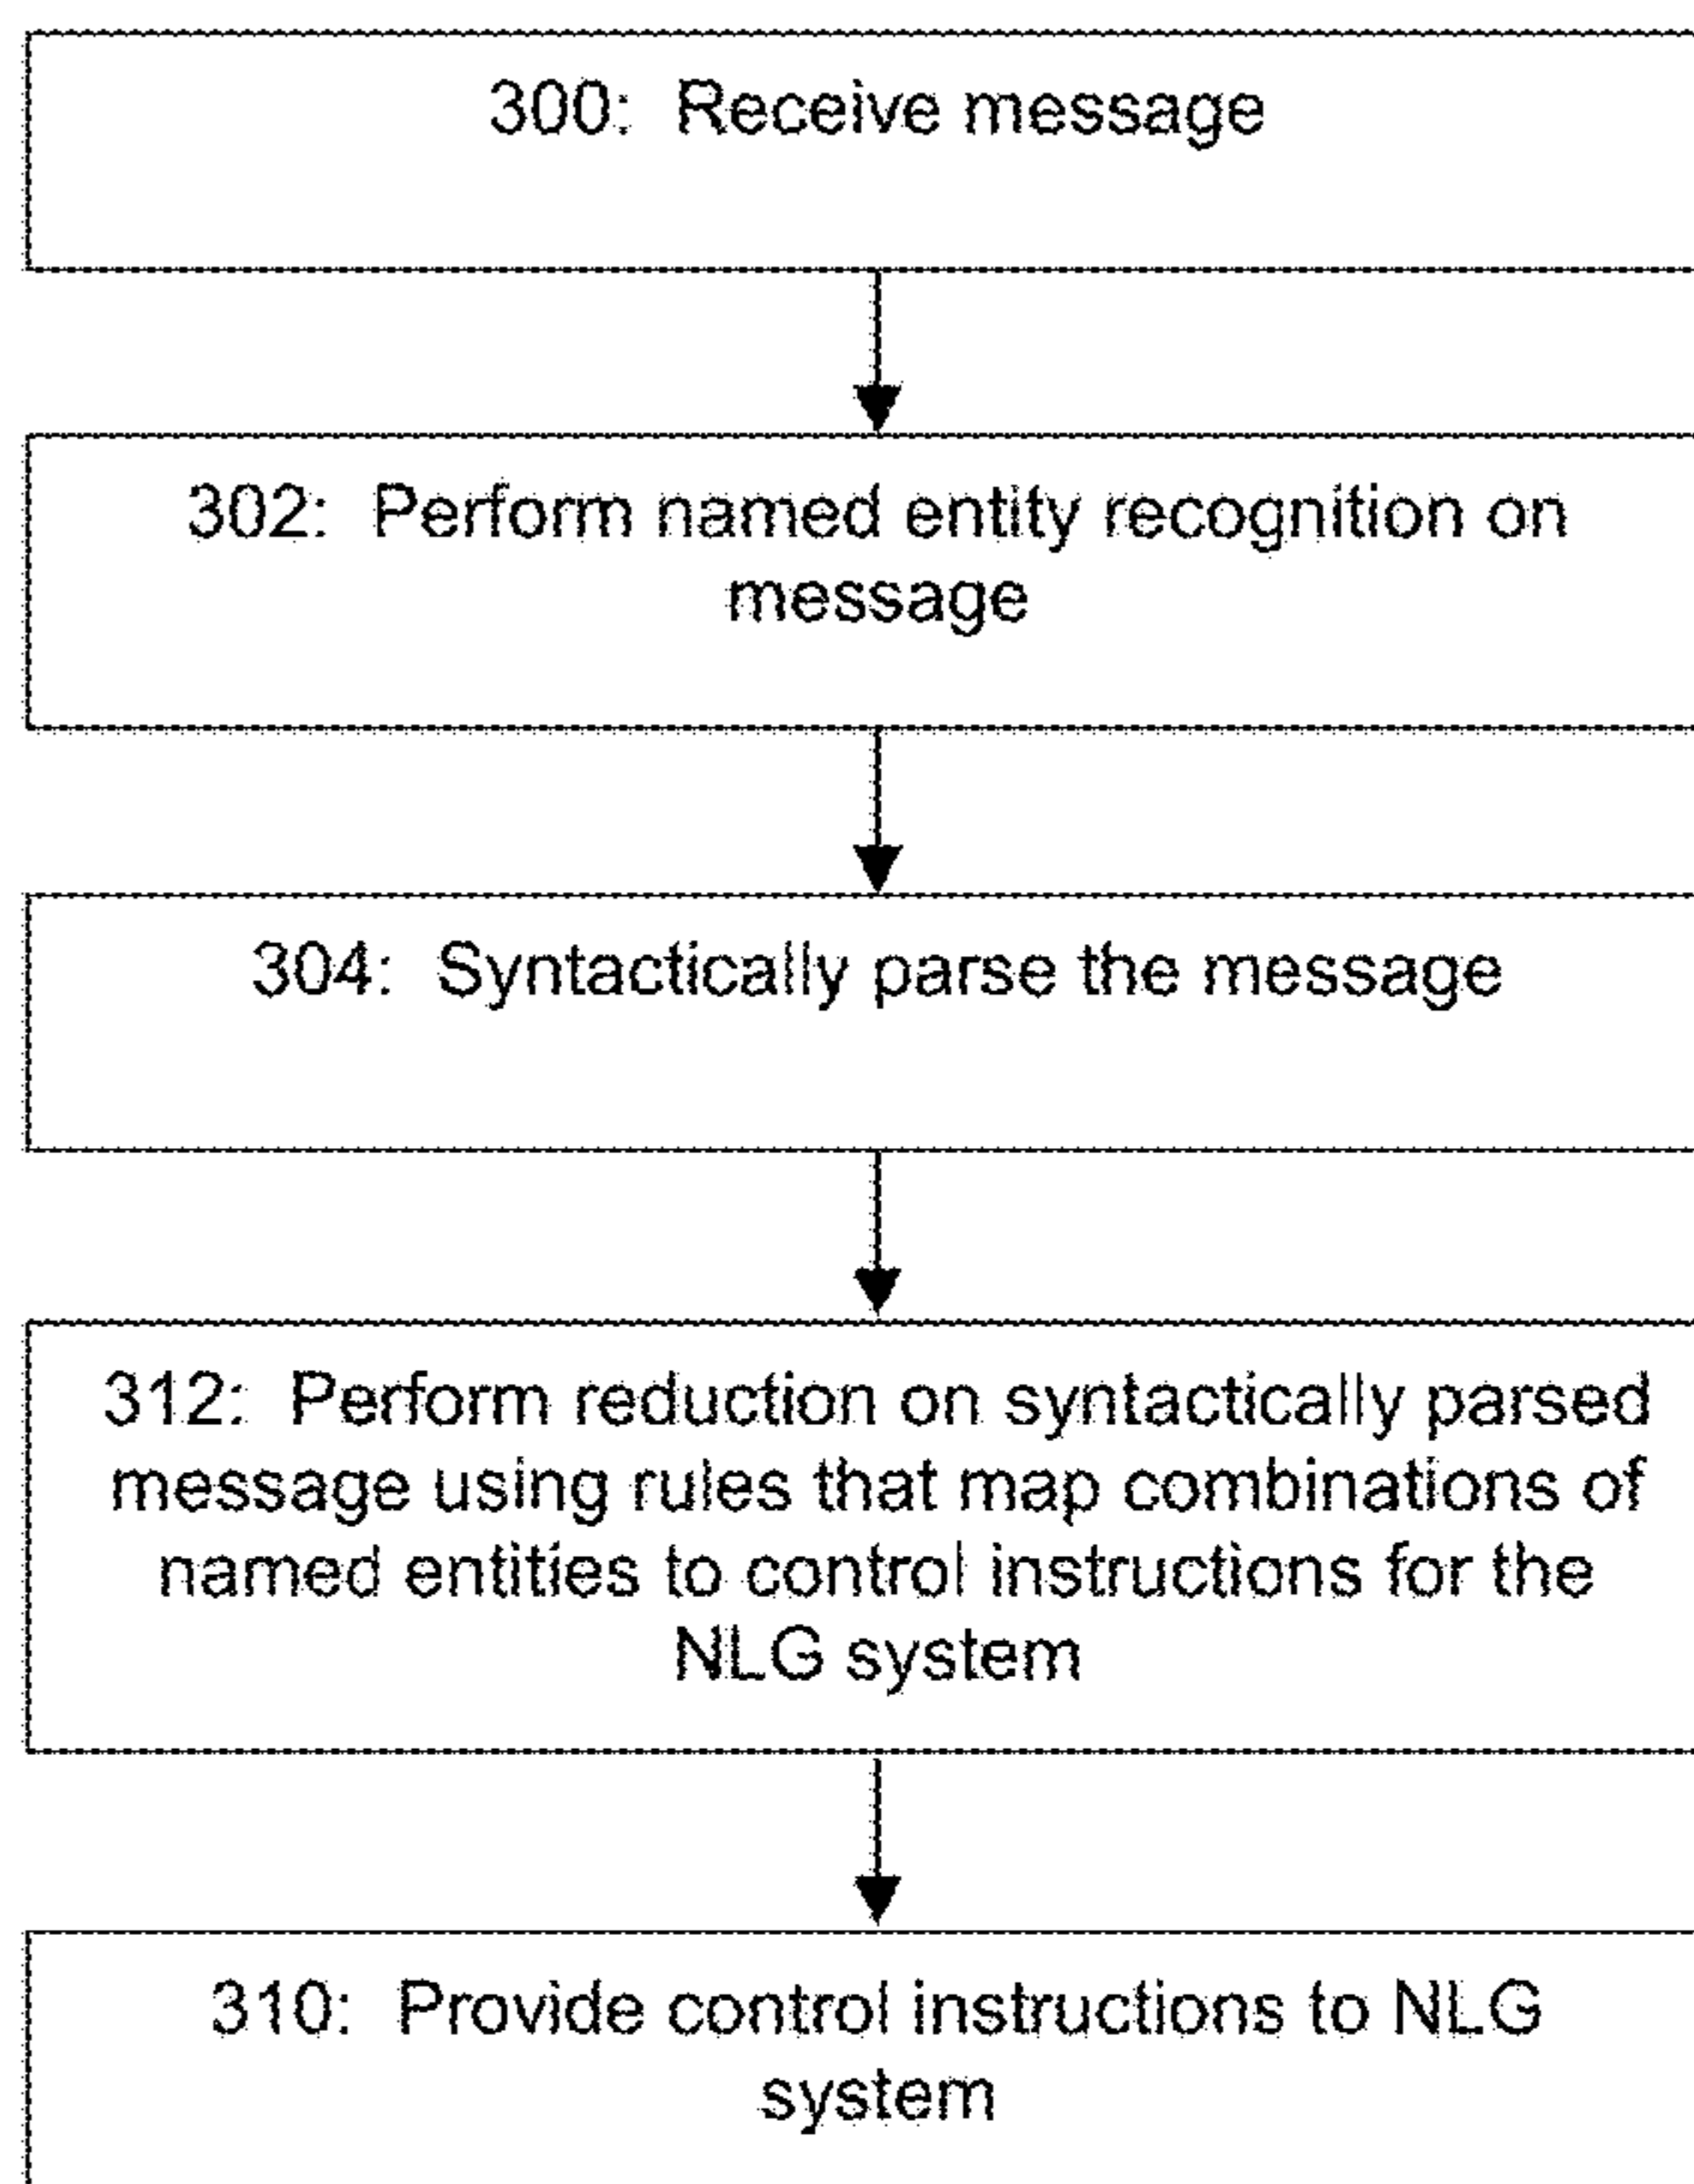 300: Receive message
302: Perform named entity recognition on
message
304: Syntactically parse the message
312: Perform reduction on syntactically parsed
message using rules that map combinations of
named entities to control instructions for the
NLG system
310: Provide control instructions to NLG
system